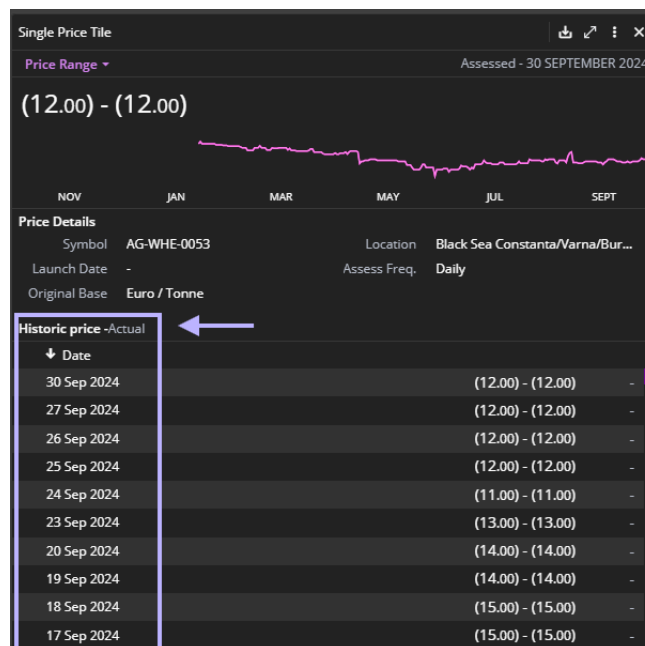 Single Price Tile
Price Range Assessed - 30 SEPTEMBER 2024
(12.00) - (12.00)
NOV JAN MAR MAY JUL SEPT
Price Details
Symbol AG-WHE-0053 Location Black Sea Constanta/Varna/Bur...
Launch Date - Assess Freq. Daily
Original Base Euro / Tonne
Historic price -Actual
Date
30 Sep 2024 (12.00) - (12.00) -
27 Sep 2024 (12.00) - (12.00) -
26 Sep 2024 (12.00) - (12.00) -
25 Sep 2024 (12.00) - (12.00) -
24 Sep 2024 (11.00) - (11.00) -
23 Sep 2024 (13.00) - (13.00) -
20 Sep 2024 (14.00) - (14.00) -
19 Sep 2024 (14.00) - (14.00) -
18 Sep 2024 (15.00) - (15.00) -
17 Sep 2024 (15.00) - (15.00) -